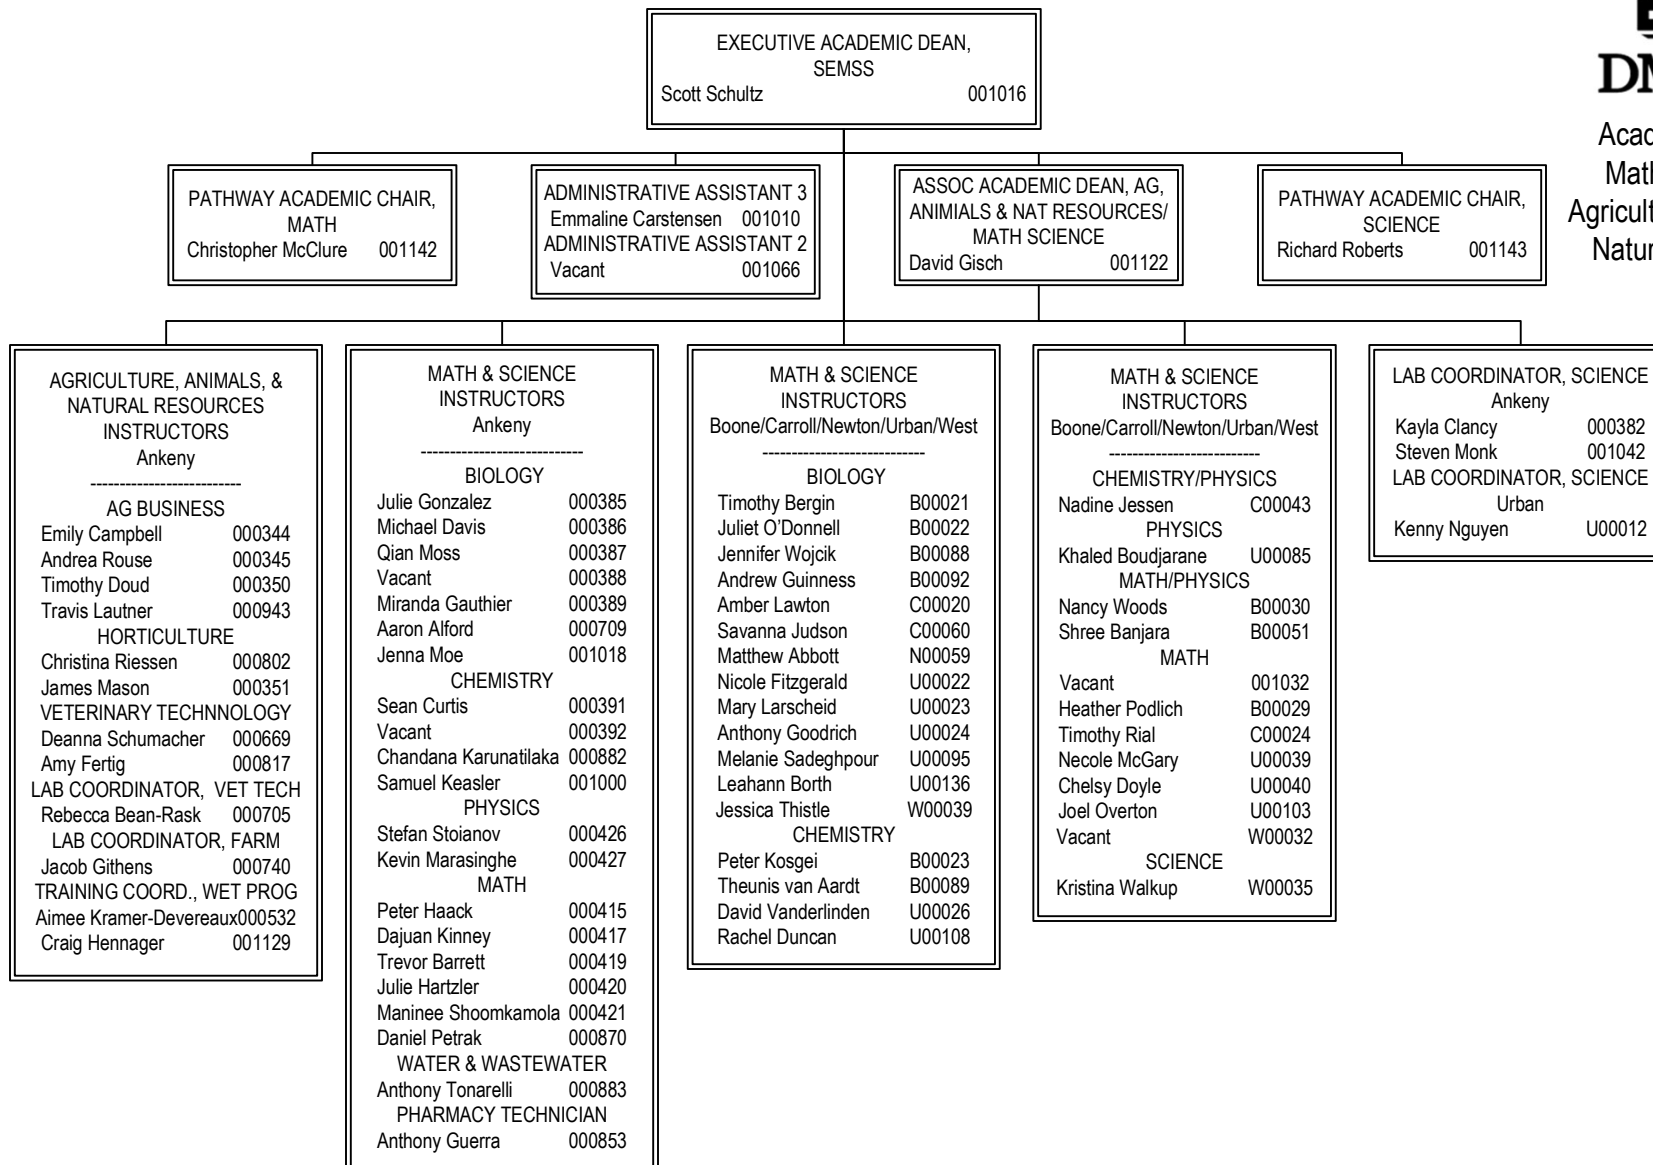 EXECUTIVE ACADEMIC DEAN,
SEMSS
Scott Schultz 001016
PATHWAY ACADEMIC CHAIR,
MATH
Christopher McClure 001142
ADMINISTRATIVE ASSISTANT 3
Emmaline Carstensen 001010
ADMINISTRATIVE ASSISTANT 2
Vacant 001066
ASSOC ACADEMIC DEAN, AG,
ANIMIALS & NAT RESOURCES/
MATH SCIENCE
David Gisch 001122
PATHWAY ACADEMIC CHAIR,
SCIENCE
Richard Roberts 001143
AGRICULTURE, ANIMALS, &
NATURAL RESOURCES
INSTRUCTORS
Ankeny
--------------------------
AG BUSINESS
Emily Campbell 000344
Andrea Rouse 000345
Timothy Doud 000350
Travis Lautner 000943
HORTICULTURE
Christina Riessen 000802
James Mason 000351
VETERINARY TECHNNOLOGY
Deanna Schumacher 000669
Amy Fertig 000817
LAB COORDINATOR, VET TECH
Rebecca Bean-Rask 000705
LAB COORDINATOR, FARM
Jacob Githens 000740
TRAINING COORD., WET PROG
Aimee Kramer-Devereaux000532
Craig Hennager 001129
MATH & SCIENCE
INSTRUCTORS
Ankeny
----------------------------
BIOLOGY
Julie Gonzalez 000385
Michael Davis 000386
Qian Moss 000387
Vacant 000388
Miranda Gauthier 000389
Aaron Alford 000709
Jenna Moe 001018
CHEMISTRY
Sean Curtis 000391
Vacant 000392
Chandana Karunatilaka 000882
Samuel Keasler 001000
PHYSICS
Stefan Stoianov 000426
Kevin Marasinghe 000427
MATH
Peter Haack 000415
Dajuan Kinney 000417
Trevor Barrett 000419
Julie Hartzler 000420
Maninee Shoomkamola 000421
Daniel Petrak 000870
WATER & WASTEWATER
Anthony Tonarelli 000883
PHARMACY TECHNICIAN
Anthony Guerra 000853
MATH & SCIENCE
INSTRUCTORS
Boone/Carroll/Newton/Urban/West
----------------------------
BIOLOGY
Timothy Bergin B00021
Juliet O’Donnell B00022
Jennifer Wojcik B00088
Andrew Guinness B00092
Amber Lawton C00020
Savanna Judson C00060
Matthew Abbott N00059
Nicole Fitzgerald U00022
Mary Larscheid U00023
Anthony Goodrich U00024
Melanie Sadeghpour U00095
Leahann Borth U00136
Jessica Thistle W00039
CHEMISTRY
Peter Kosgei B00023
Theunis van Aardt B00089
David Vanderlinden U00026
Rachel Duncan U00108
MATH & SCIENCE
INSTRUCTORS
Boone/Carroll/Newton/Urban/West
--------------------------
CHEMISTRY/PHYSICS
Nadine Jessen C00043
PHYSICS
Khaled Boudjarane U00085
MATH/PHYSICS
Nancy Woods B00030
Shree Banjara B00051
MATH
Vacant 001032
Heather Podlich B00029
Timothy Rial C00024
Necole McGary U00039
Chelsy Doyle U00040
Joel Overton U00103
Vacant W00032
SCIENCE
Kristina Walkup W00035
LAB COORDINATOR, SCIENCE
Ankeny
Kayla Clancy 000382
Steven Monk 001042
LAB COORDINATOR, SCIENCE
Urban
Kenny Nguyen U00012